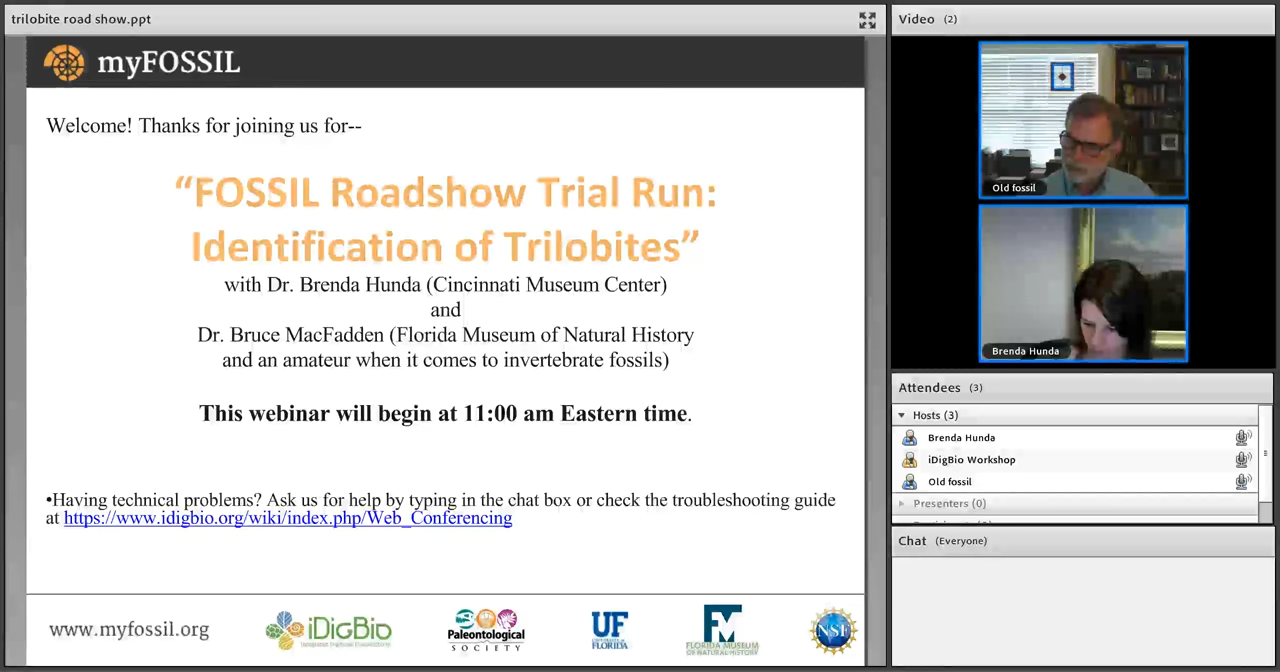 trilobite road show.ppt
myFOSSIL
Welcome! Thanks for joining us for--
“FOSSIL Roadshow Trial Run:
Identification of Trilobites”
with Dr. Brenda Hunda (Cincinnati Museum Center)
and
Dr. Bruce MacFadden (Florida Museum of Natural History
and an amateur when it comes to invertebrate fossils)
This webinar will begin at 11:00 am Eastern time.
•Having technical problems? Ask us for help by typing in the chat box or check the troubleshooting guide
at https://www.idigbio.org/wiki/index.php/Web_Conferencing
www.myfossil.org
iDigBio
Paleontological
SOCIETY
UF
UNIVERSITY of
FLORIDA
FM
FLORIDA MUSEUM
OF NATURAL HISTORY
NSF
Video (2)
Old fossil
Brenda Hunda
Attendees (3)
Hosts (3)
Brenda Hunda
iDigBio Workshop
Old fossil
Presenters (0)
Chat (Everyone)